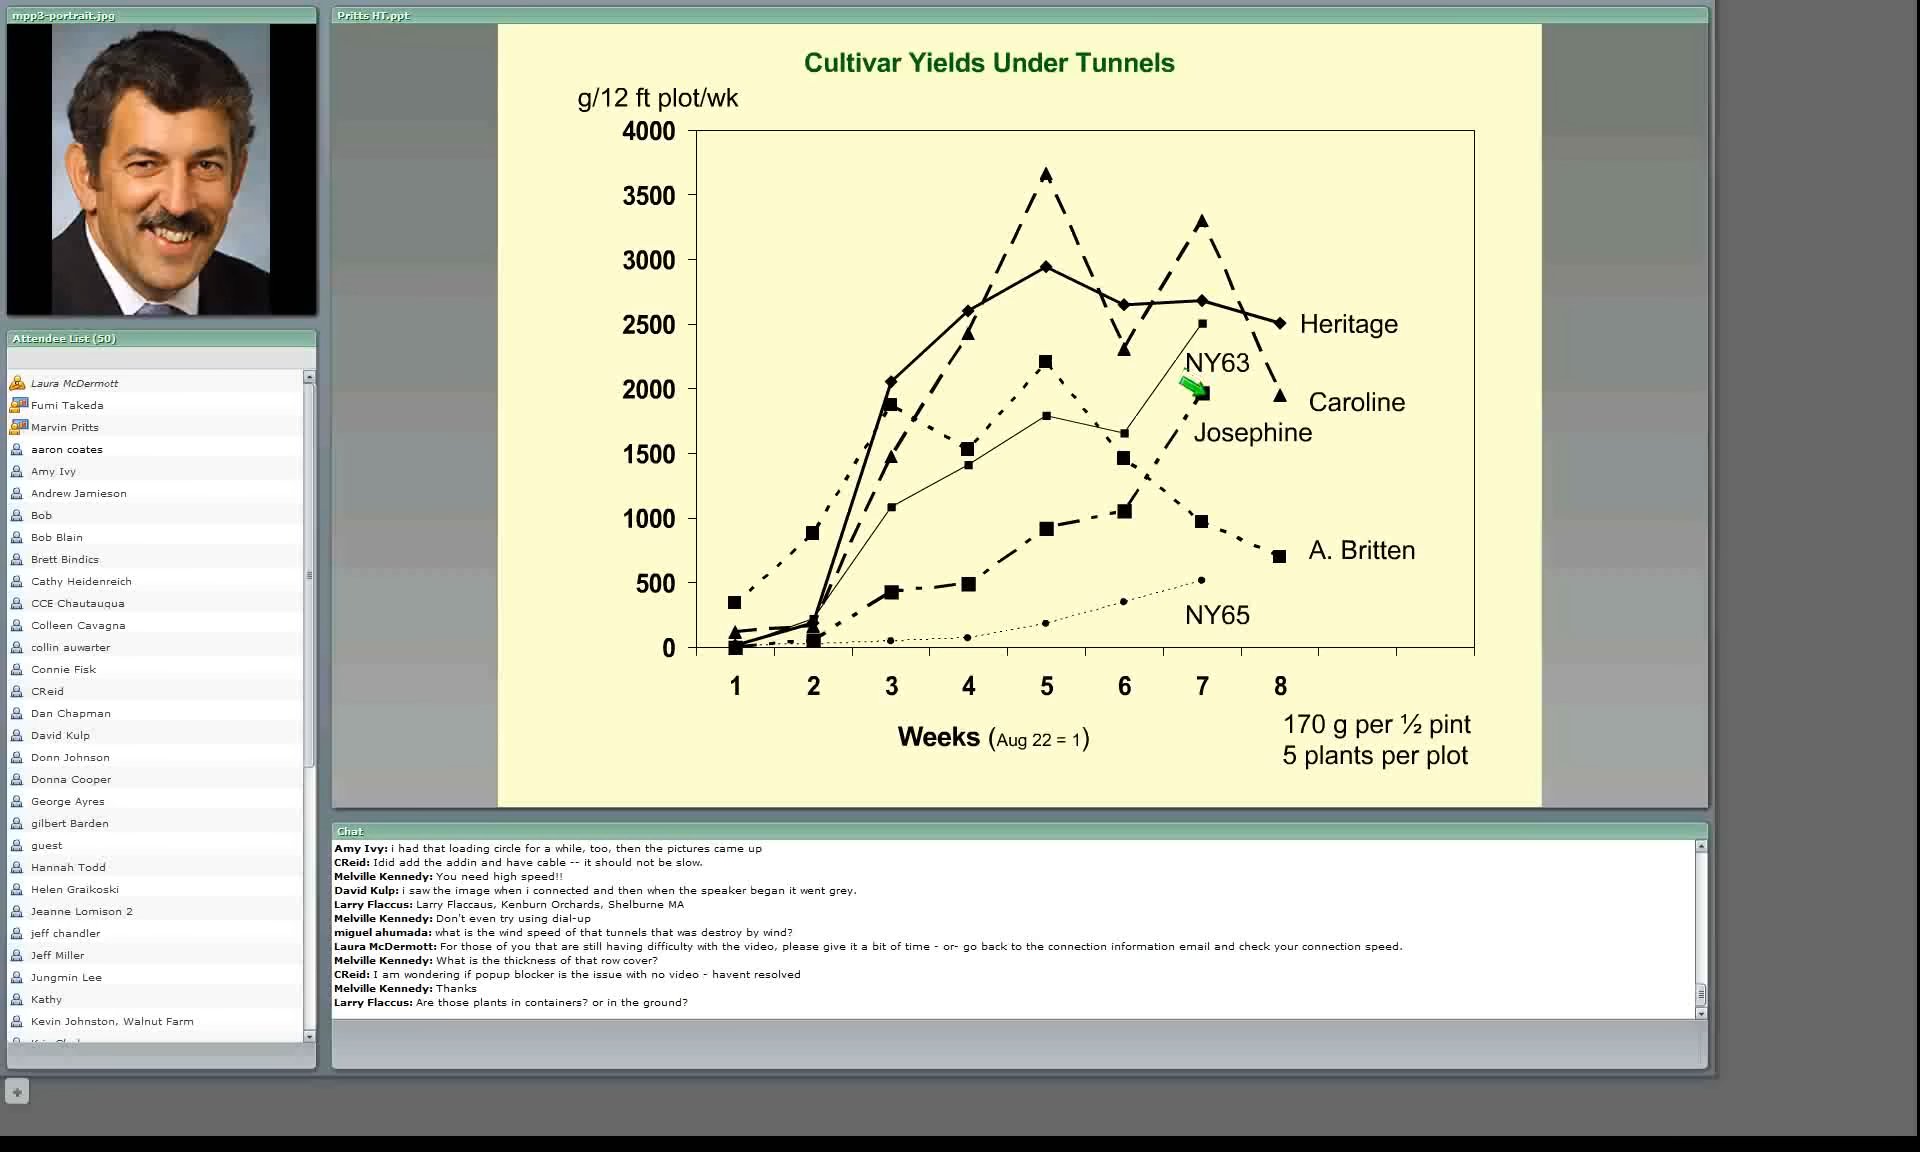 mpp3-portrait.jpg
Attendee List (50)
Laura McDermott
Fumi Takeda
Marvin Pritts
aaron coates
Amy Ivy
Andrew Jamieson
Bob
Bob Blain
Brett Bindics
Cathy Heidenreich
CCE Chautauqua
Colleen Cavagna
collin auwarter
Connie Fisk
CReid
Dan Chapman
David Kulp
Donn Johnson
Donna Cooper
George Ayres
gilbert Barden
guest
Hannah Todd
Helen Graikoski
Jeanne Lomison 2
jeff chandler
Jeff Miller
Jungmin Lee
Kathy
Kevin Johnston, Walnut Farm
Pritts HT.ppt
Cultivar Yields Under Tunnels
g/12 ft plot/wk
4000
3500
3000
2500
2000
1500
1000
500
0
Heritage
NY63
Caroline
Josephine
A. Britten
NY65
1 2 3 4 5 6 7 8
Weeks (Aug 22 = 1)
170 g per ½ pint
5 plants per plot
Chat
Amy Ivy: i had that loading circle for a while, too, then the pictures came up
CReid: Idid add the addin and have cable -- it should not be slow.
Melville Kennedy: You need high speed!!
David Kulp: i saw the image when i connected and then when the speaker began it went grey.
Larry Flaccus: Larry Flaccaus, Kenburn Orchards, Shelburne MA
Melville Kennedy: Don't even try using dial-up
miguel ahumada: what is the wind speed of that tunnels that was destroy by wind?
Laura McDermott: For those of you that are still having difficulty with the video, please give it a bit of time - or- go back to the connection information email and check your connection speed.
Melville Kennedy: What is the thickness of that row cover?
CReid: I am wondering if popup blocker is the issue with no video - havent resolved
Melville Kennedy: Thanks
Larry Flaccus: Are those plants in containers? or in the ground?